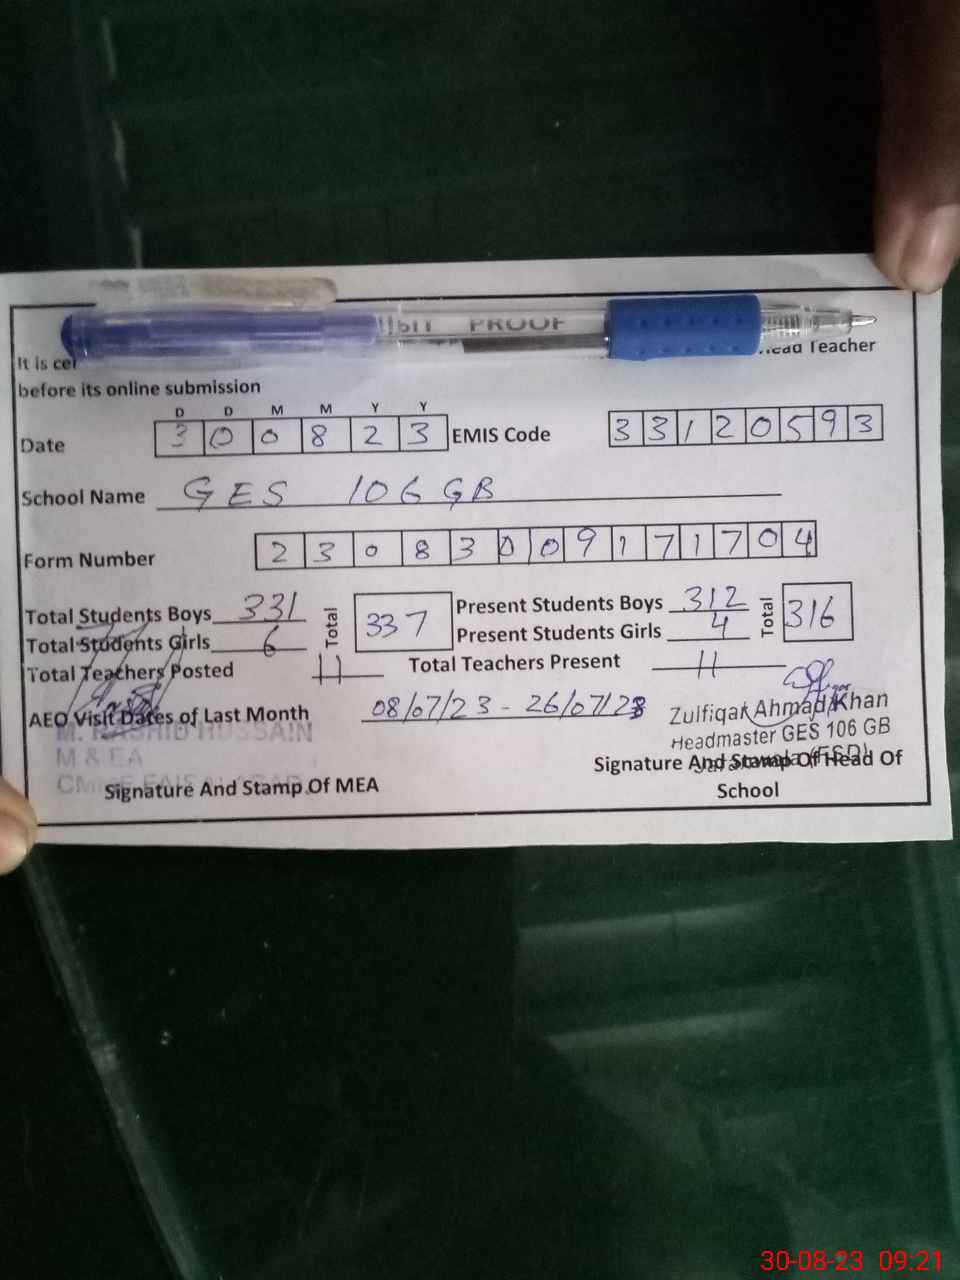 PROOF
It is
Head Teacher
before its online submission
D D M M Y Y
Date 3 0 0 8 2 3 EMIS Code 3 3 1 2 0 5 9 3
School Name GES 106 GB
Form Number 2 3 0 8 3 0 0 9 1 7 1 7 0 4
Total Students Boys 331 Total 337 Present Students Boys 312 Total 316
Total Students Girls 6 Present Students Girls 4
Total Teachers Posted 11 Total Teachers Present 11
AEO Visit Dates of Last Month 08/07/23 - 26/07/23
Zulfiqar Ahmad Khan
M. RASHID HUSSAIN
Headmaster GES 106 GB
M & EA
Signature And Stamp Of Head Of
School
Signature And Stamp Of MEA
30-08-23 09:21